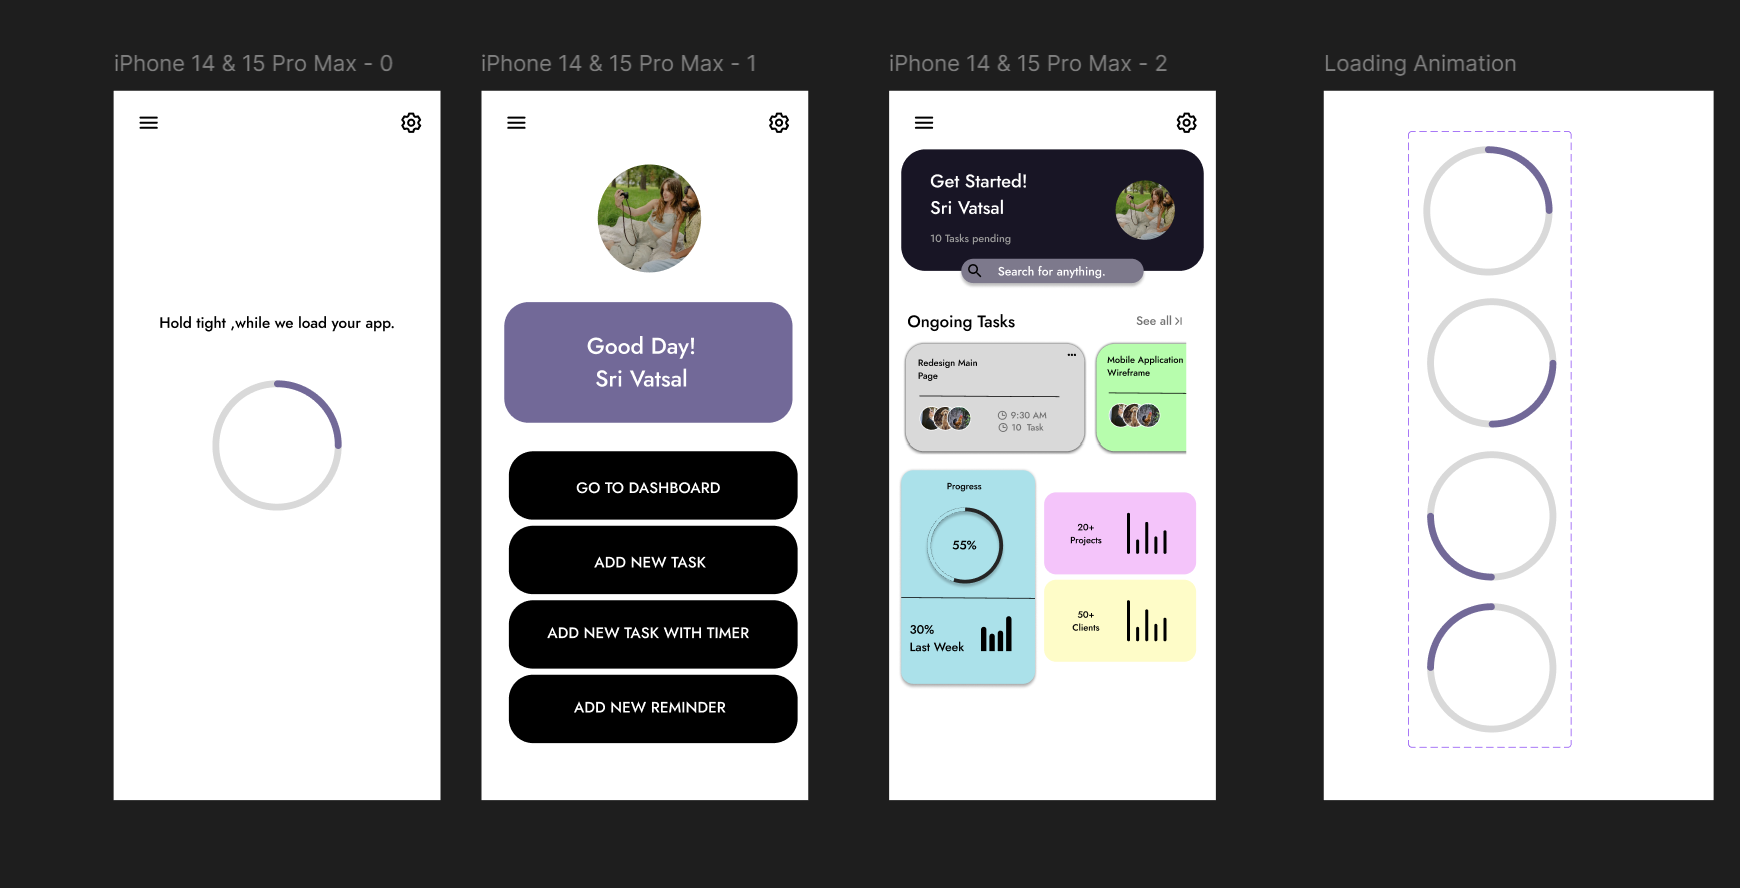 iPhone 14 & 15 Pro Max - 0
Hold tight ,while we load your app.
iPhone 14 & 15 Pro Max - 1
Good Day!
Sri Vatsal
GO TO DASHBOARD
ADD NEW TASK
ADD NEW TASK WITH TIMER
ADD NEW REMINDER
iPhone 14 & 15 Pro Max - 2
Get Started!
Sri Vatsal
10 Tasks pending
Search for anything.
Ongoing Tasks
See all
Redesign Main
Page
9:30 AM
10 Task
Mobile Application
Wireframe
Progress
55%
30%
Last Week
20+
Projects
50+
Clients
Loading Animation